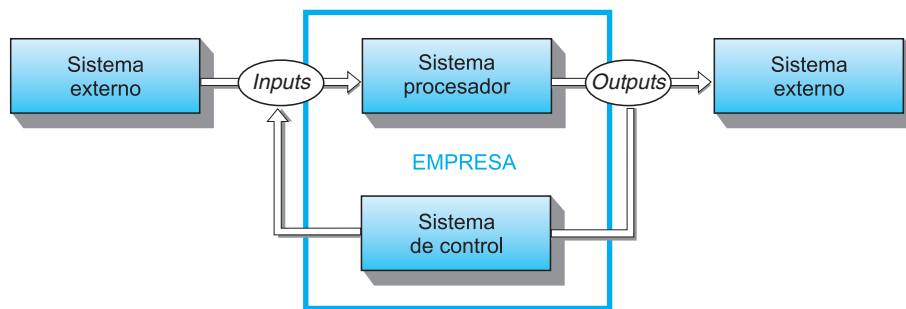 Sistema
externo
Inputs
Sistema
procesador
Outputs
Sistema
externo
EMPRESA
Sistema
de control